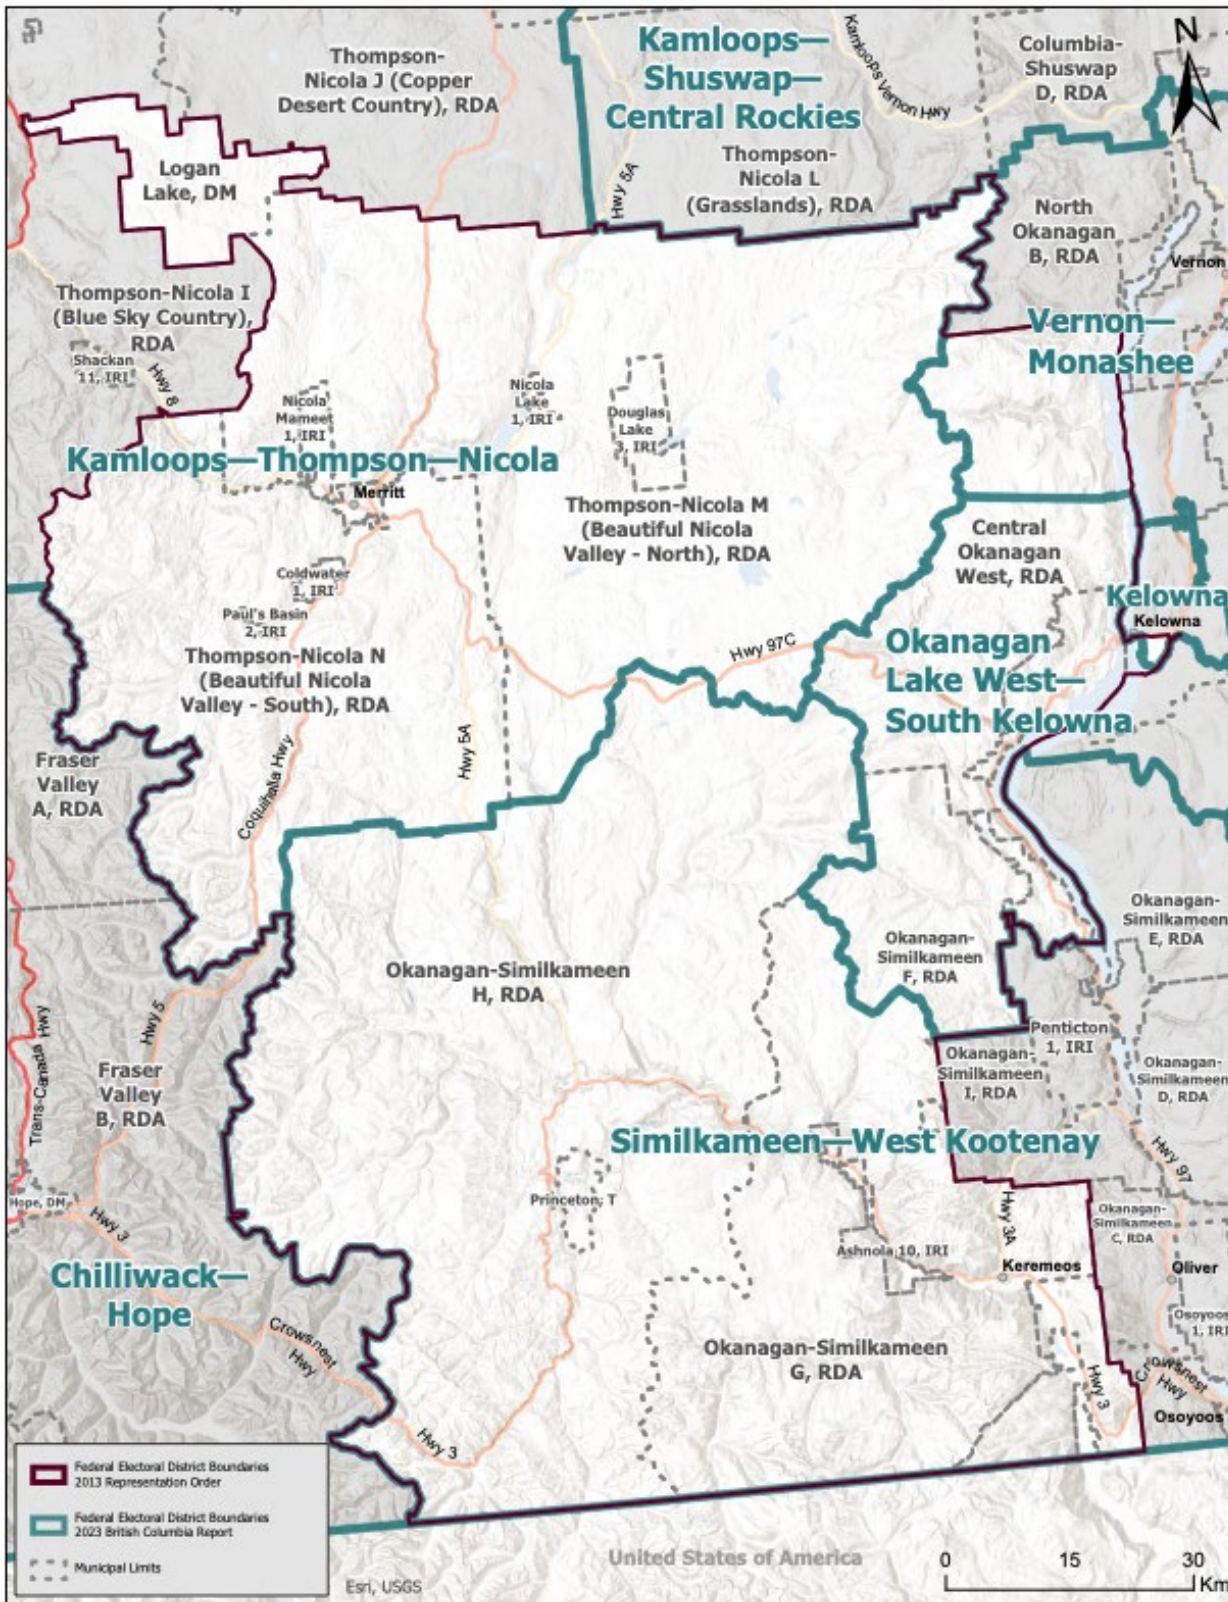 Thompson-
Nicola J (Copper
Desert Country), RDA
Kamloops—
Shuswap—
Central Rockies
Kamloops Vernon Hwy
Columbia-
Shuswap
D, RDA
N
Logan
Lake, DM
Hwy 5A
Thompson-
Nicola L
(Grasslands), RDA
North
Okanagan
B, RDA
Vernon
Thompson-Nicola I
(Blue Sky Country),
RDA
Vernon—
Monashee
Shackan
11, IRI
Hwy 8
Nicola
Mameet
1, IRI
Nicola
Lake
1, IRI
Douglas
Lake
3, IRI
Kamloops—Thompson—Nicola
Merritt
Thompson-Nicola M
(Beautiful Nicola
Valley - North), RDA
Central
Okanagan
West, RDA
Coldwater
1, IRI
Paul's Basin
2, IRI
Kelowna
Kelowna
Thompson-Nicola N
(Beautiful Nicola
Valley - South), RDA
Hwy 97C
Okanagan
Lake West—
South Kelowna
Hwy 5A
Coquihalla Hwy
Fraser
Valley
A, RDA
Okanagan-
Similkameen
E, RDA
Okanagan-Similkameen
H, RDA
Okanagan-
Similkameen
F, RDA
Hwy 5
Trans-Canada Hwy
Fraser
Valley
B, RDA
Penticton
1, IRI
Okanagan-
Similkameen
I, RDA
Okanagan-
Similkameen
D, RDA
Similkameen—West Kootenay
Hwy 97
Hope, DM
Hwy 3
Princeton, T
Hwy 3A
Okanagan-
Similkameen
C, RDA
Ashnola 10, IRI
Keremeos
Oliver
Chilliwack—
Hope
Osoyoos
1, IRI
Crowsnest
Hwy
Okanagan-Similkameen
G, RDA
Crowsnest
Hwy
Hwy 3
Osoyoos
Hwy 3
Federal Electoral District Boundaries
2013 Representation Order
Federal Electoral District Boundaries
2023 British Columbia Report
Municipal Limits
Esri, USGS
United States of America
0 15 30
Km